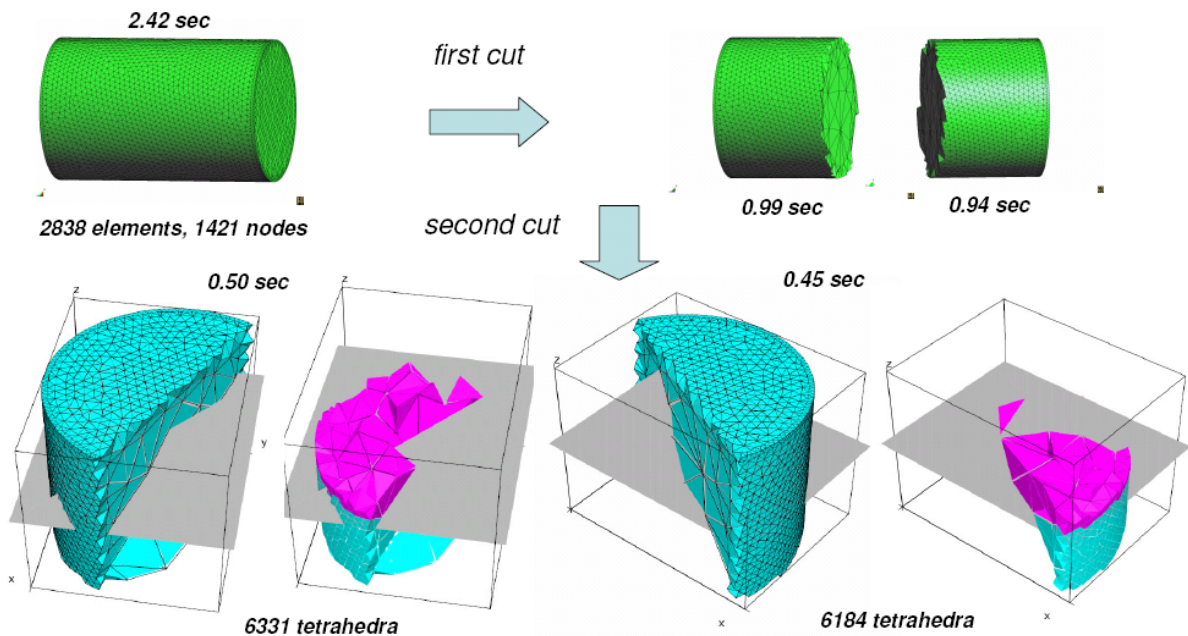 2.42 sec
first cut
0.99 sec
0.94 sec
2838 elements, 1421 nodes
second cut
0.50 sec
0.45 sec
z
z
z
z
y
x
x
x
6331 tetrahedra
6184 tetrahedra